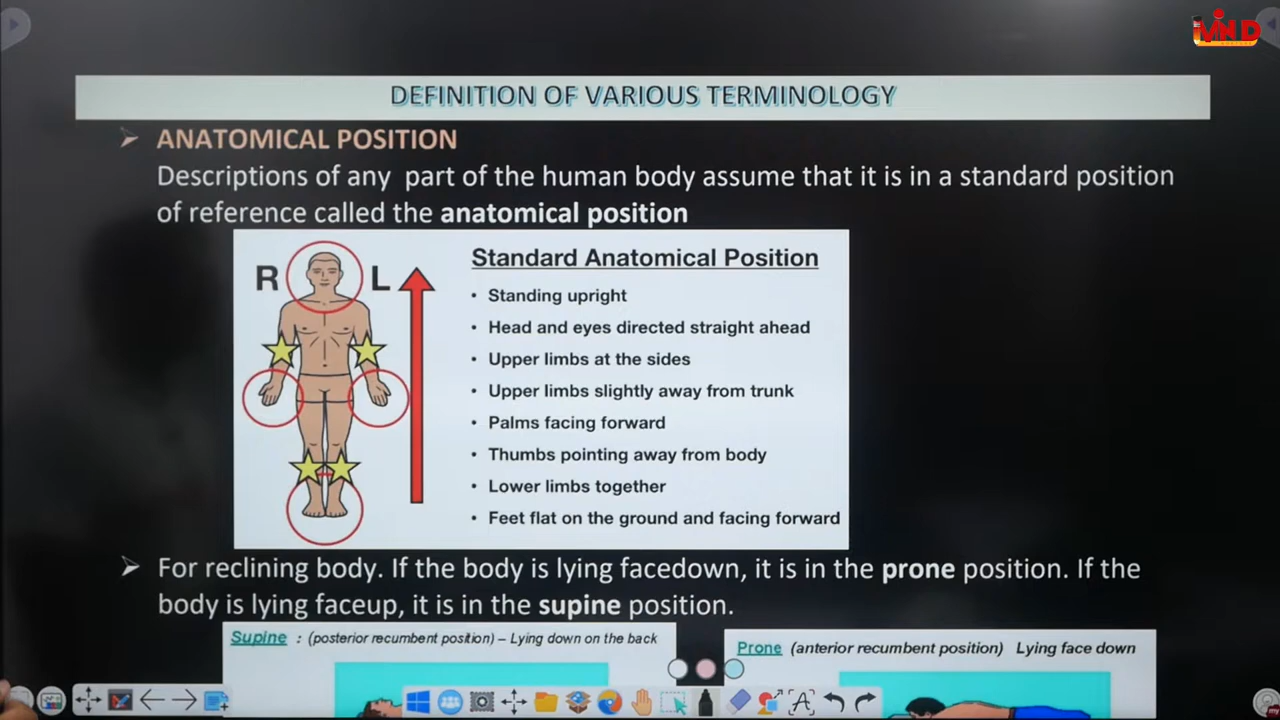 MIND
DEFINITION OF VARIOUS TERMINOLOGY
ANATOMICAL POSITION
Descriptions of any part of the human body assume that it is in a standard position
of reference called the anatomical position
R L
Standard Anatomical Position
• Standing upright
• Head and eyes directed straight ahead
• Upper limbs at the sides
• Upper limbs slightly away from trunk
• Palms facing forward
• Thumbs pointing away from body
• Lower limbs together
• Feet flat on the ground and facing forward
For reclining body. If the body is lying facedown, it is in the prone position. If the
body is lying faceup, it is in the supine position.
Supine : (posterior recumbent position) – Lying down on the back
Prone (anterior recumbent position) Lying face down